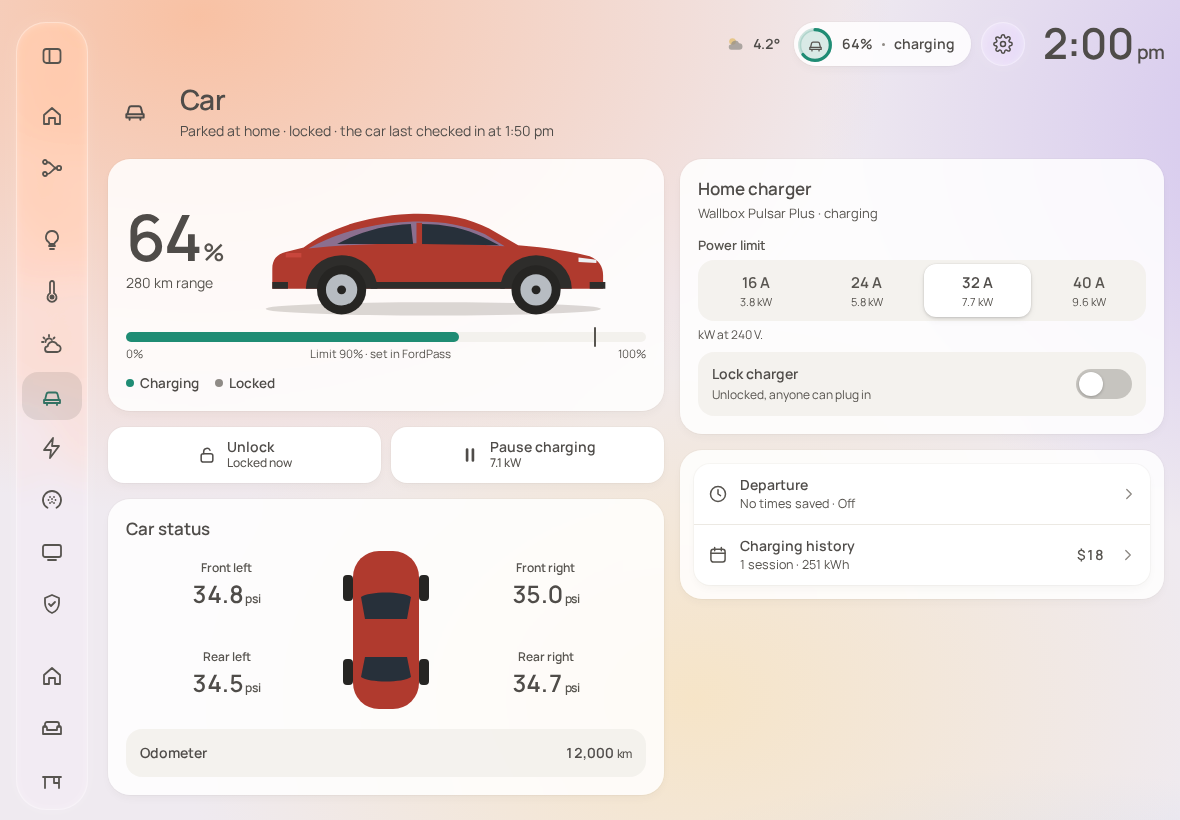 4.2°
64% • charging
2:00 pm
Car
Parked at home · locked · the car last checked in at 1:50 pm
64%
280 km range
0%
Limit 90% · set in FordPass
100%
Charging
Locked
Unlock
Locked now
Pause charging
7.1 kW
Car status
Front left
34.8 psi
Front right
35.0 psi
Rear left
34.5 psi
Rear right
34.7 psi
Odometer
12,000 km
Home charger
Wallbox Pulsar Plus · charging
Power limit
16 A
3.8 kW
24 A
5.8 kW
32 A
7.7 kW
40 A
9.6 kW
kW at 240 V.
Lock charger
Unlocked, anyone can plug in
Departure
No times saved · Off
Charging history
1 session · 251 kWh
$18